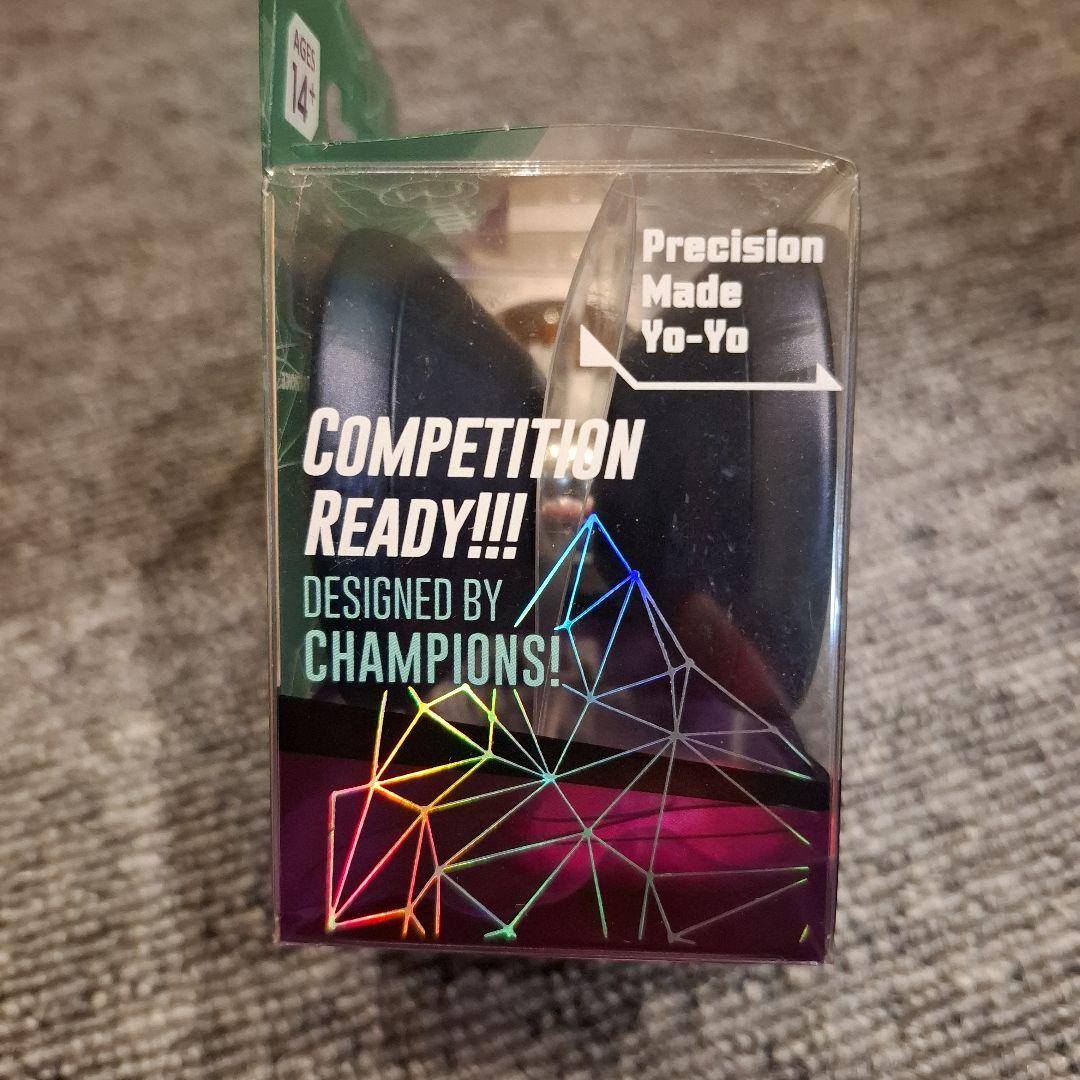 AGES
14+
Precision
Made
Yo-Yo
COMPETITION
READY!!!
DESIGNED BY
CHAMPIONS!